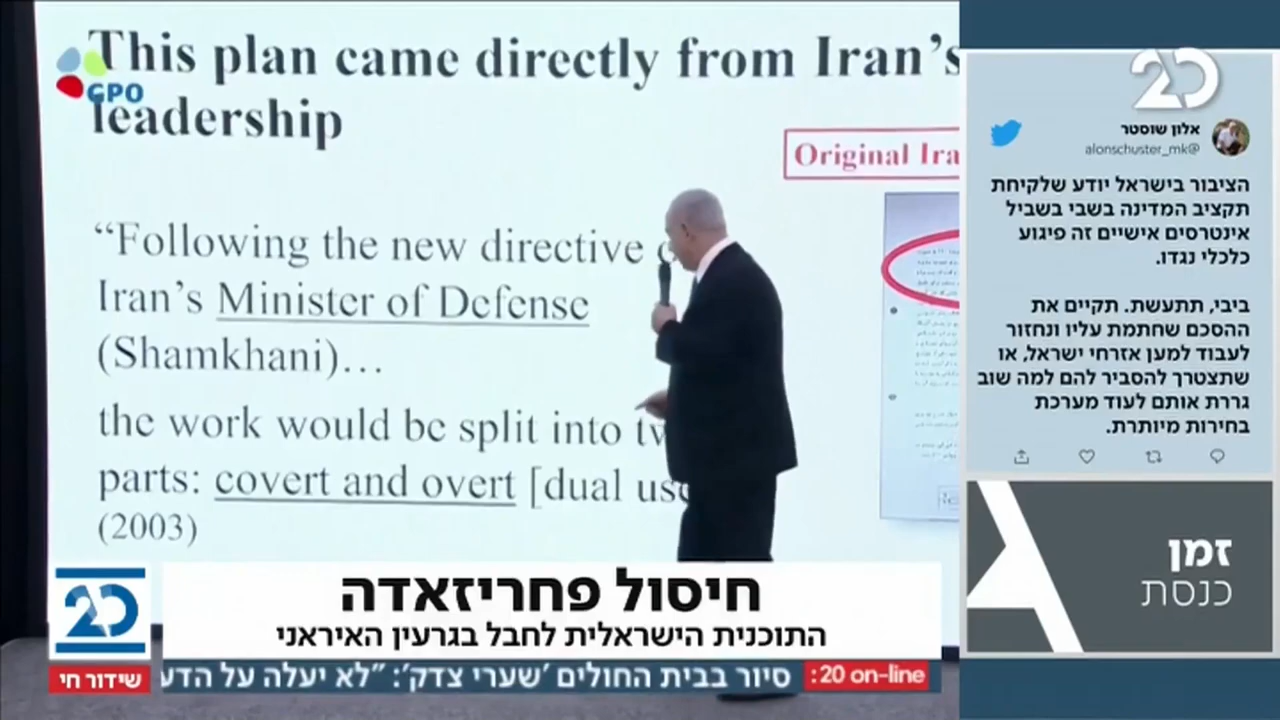 This plan came directly from Iran's
leadership
GPO
Original Ira
"Following the new directive
Iran's Minister of Defense
(Shamkhani)...
the work would be split into tw
parts: covert and overt [dual use
(2003)
20
אלון שוסטר
@alonschuster_mk
הציבור בישראל יודע שלקיחת
תקציב המדינה בשבי בשביל
אינטרסים אישיים זה פיגוע
כלכלי נגדו.
ביבי, תתעשת. תקיים את
ההסכם שחתמת עליו ונחזור
לעבוד למען אזרחי ישראל, או
שתצטרך להסביר להם למה שוב
גררת אותם לעוד מערכת
בחירות מיותרת.
זמן
כנסת
20
חיסול פחריזאדה
התוכנית הישראלית לחבל בגרעין האיראני
שידור חי
20 on-line:
סיור בבית החולים 'שערי צדק': "לא יעלה על הדע